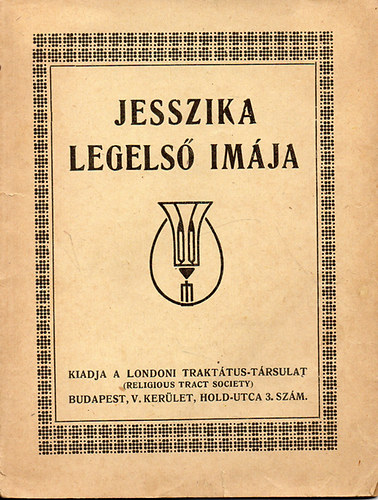 JESSZIKA
LEGELSŐ IMÁJA
KIADJA A LONDONI TRAKTÁTUS-TÁRSULAT
(RELIGIOUS TRACT SOCIETY)
BUDAPEST, V. KERÜLET, HOLD-UTCA 3. SZÁM.